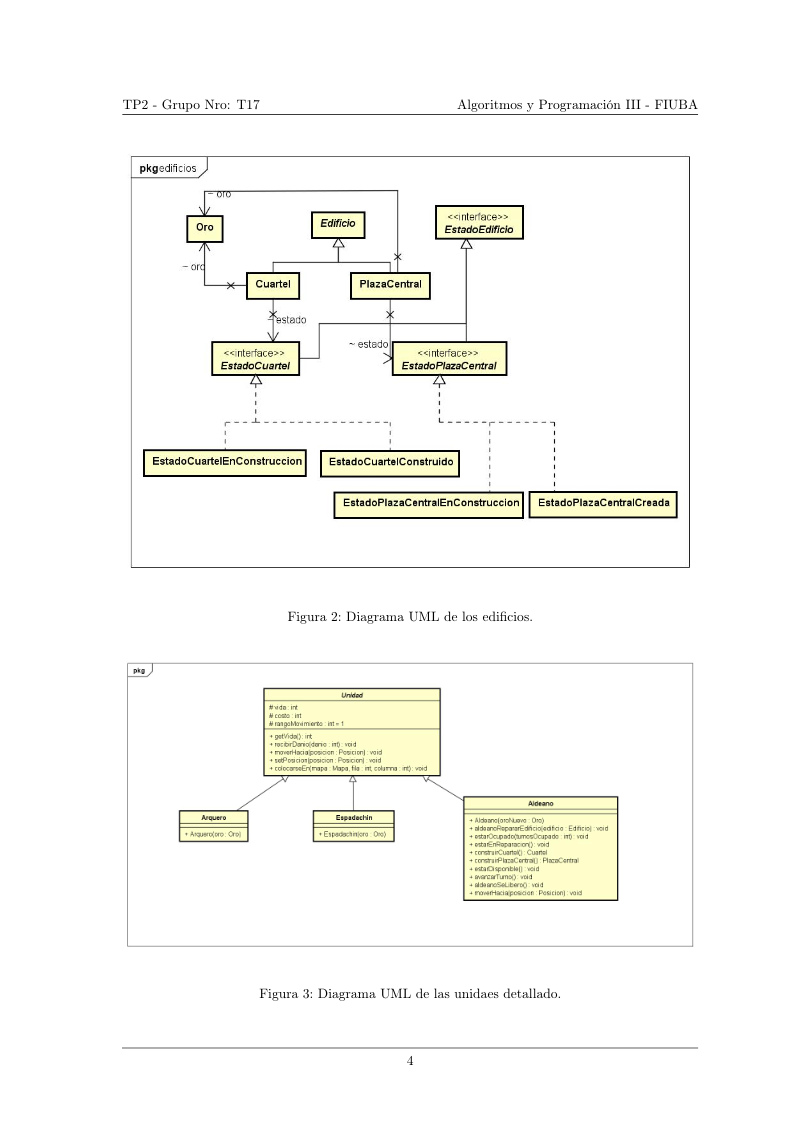 TP2 - Grupo Nro: T17 Algoritmos y Programación III - FIUBA
pkg edificios
~ oro
Oro
Edificio
<<interface>>
EstadoEdificio
~ oro
Cuartel
PlazaCentral
~ estado
~ estado
<<interface>>
EstadoCuartel
<<interface>>
EstadoPlazaCentral
EstadoCuartelEnConstruccion
EstadoCuartelConstruido
EstadoPlazaCentralEnConstruccion
EstadoPlazaCentralCreada
Figura 2: Diagrama UML de los edificios.
pkg
Unidad
# vida : int
# costo : int
# rangoMovimiento : int = 1
+ getVida() : int
+ recibirDanio(danio : int) : void
+ moverHacia(posicion : Posicion) : void
+ setPosicion(posicion : Posicion) : void
+ colocarseEn(mapa : Mapa, fila : int, columna : int) : void
Arquero
+ Arquero(oro : Oro)
Espadachin
+ Espadachin(oro : Oro)
Aldeano
+ Aldeano(oroNuevo : Oro)
+ aldeanoRepararEdificio(edificio : Edificio) : void
+ estarOcupado(turnosOcupado : int) : void
+ estarEnReparacion() : void
+ construirCuartel() : Cuartel
+ construirPlazaCentral() : PlazaCentral
+ estarDisponible() : void
+ avanzarTurno() : void
+ aldeanoSeLibero() : void
+ moverHacia(posicion : Posicion) : void
Figura 3: Diagrama UML de las unidaes detallado.
4